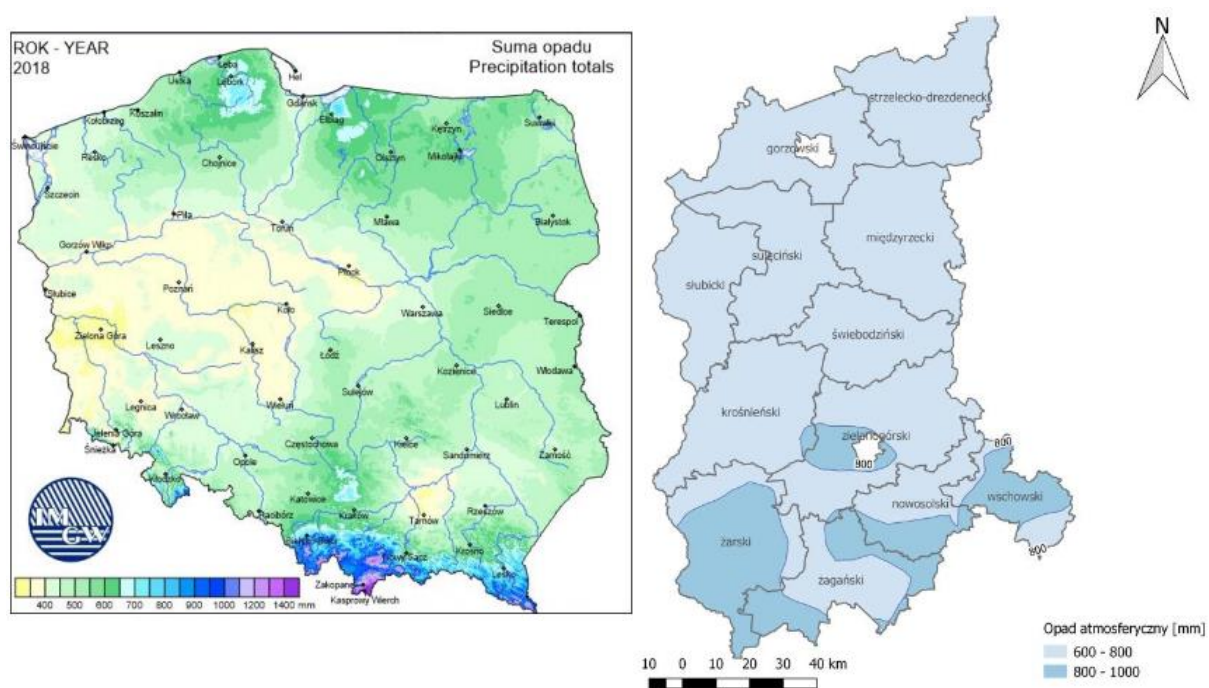 ROK - YEAR
2018
Suma opadu
Precipitation totals
Łeba
Hel
Ustka
Lębork
Gdańsk
Koszalin
Kołobrzeg
Elbląg
Kętrzyn
Suwałki
Świnoujście
Resko
Chojnice
Olsztyn
Mikołajki
Szczecin
Piła
Toruń
Mława
Białystok
Gorzów Wlkp.
Płock
Słubice
Poznań
Koło
Warszawa
Siedlce
Terespol
Zielona Góra
Leszno
Kalisz
Łódź
Włodawa
Kozienice
Sulejów
Legnica
Wrocław
Wieluń
Lublin
Jelenia Góra
Śnieżka
Częstochowa
Kielce
Sandomierz
Zamość
Opole
Kłodzko
Katowice
Kraków
Tarnów
Rzeszów
Racibórz
Nowy Sącz
Krosno
Lesko
Zakopane
Kasprowy Wierch
IM
GW
400 500 600 700 800 1000 1200 1400 mm
N
strzelecko-drezdenecki
gorzowski
międzyrzecki
sulęciński
słubicki
świebodziński
krośnieński
zielonogórski
800
800
wschowski
nowosolski
800
żarski
żagański
Opad atmosferyczny [mm]
600 - 800
800 - 1000
10 0 10 20 30 40 km